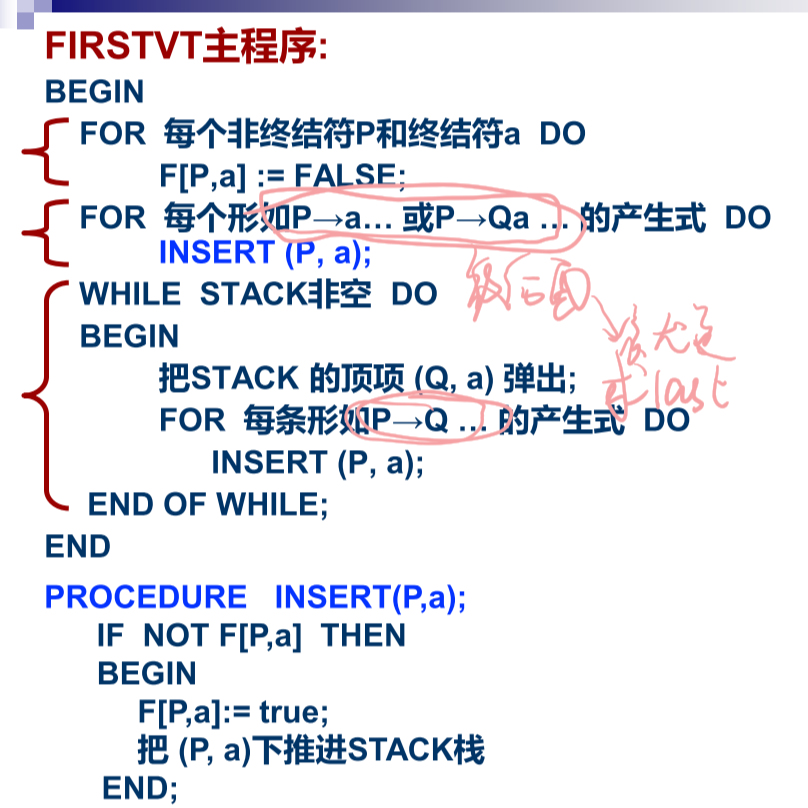 FIRSTVT主程序:
BEGIN
FOR 每个非终结符P和终结符a DO
F[P,a] := FALSE;
FOR 每个形如P→a… 或P→Qa … 的产生式 DO
INSERT (P, a);
WHILE STACK非空 DO
BEGIN
把STACK 的顶项 (Q, a) 弹出;
FOR 每条形如P→Q … 的产生式 DO
INSERT (P, a);
END OF WHILE;
END
PROCEDURE INSERT(P,a);
IF NOT F[P,a] THEN
BEGIN
F[P,a]:= true;
把 (P, a)下推进STACK栈
END;
后面
last